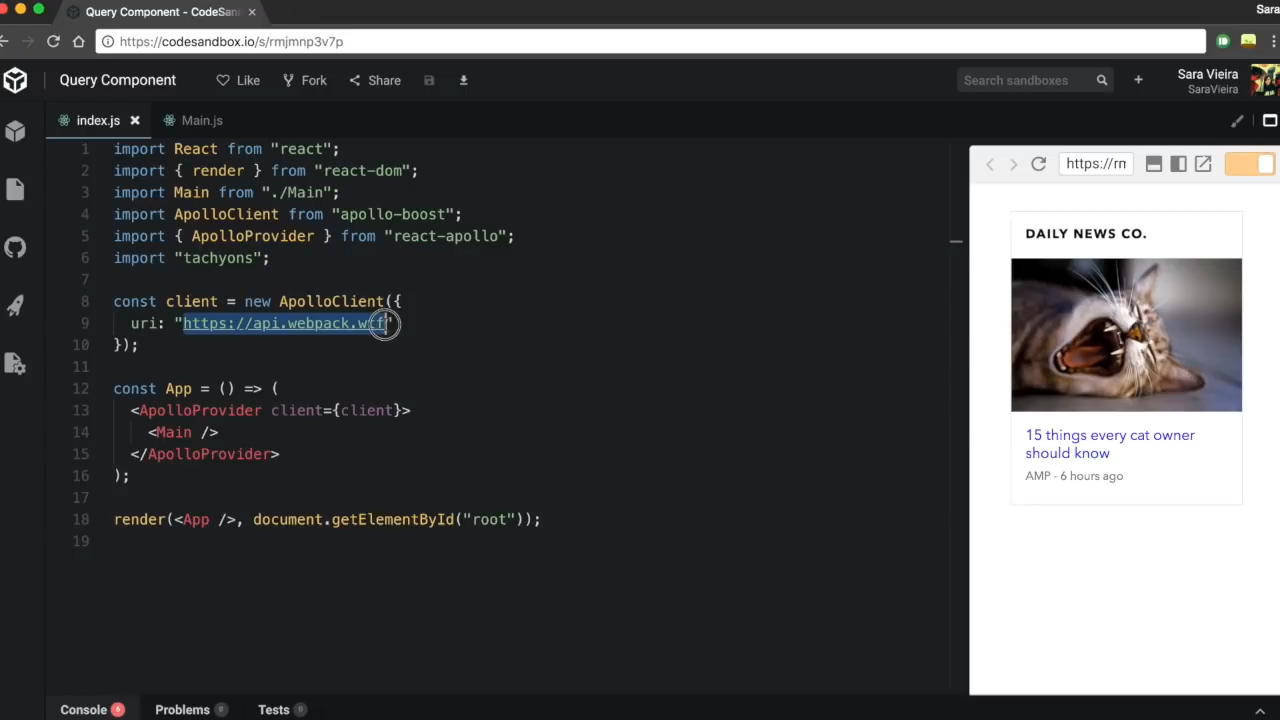 Query Component - CodeSan
Sara
https://codesandbox.io/s/rmjmnp3v7p
Query Component
Like
Fork
Share
Search sandboxes
Sara Vieira
SaraVieira
index.js
Main.js
1 import React from "react";
2 import { render } from "react-dom";
3 import Main from "./Main";
4 import ApolloClient from "apollo-boost";
5 import { ApolloProvider } from "react-apollo";
6 import "tachyons";
7
8 const client = new ApolloClient({
9 uri: "https://api.webpack.wtf"
10 });
11
12 const App = () => (
13 <ApolloProvider client={client}>
14 <Main />
15 </ApolloProvider>
16 );
17
18 render(<App />, document.getElementById("root"));
19
https://rm
DAILY NEWS CO.
15 things every cat owner
should know
AMP - 6 hours ago
Console 6
Problems 0
Tests 0